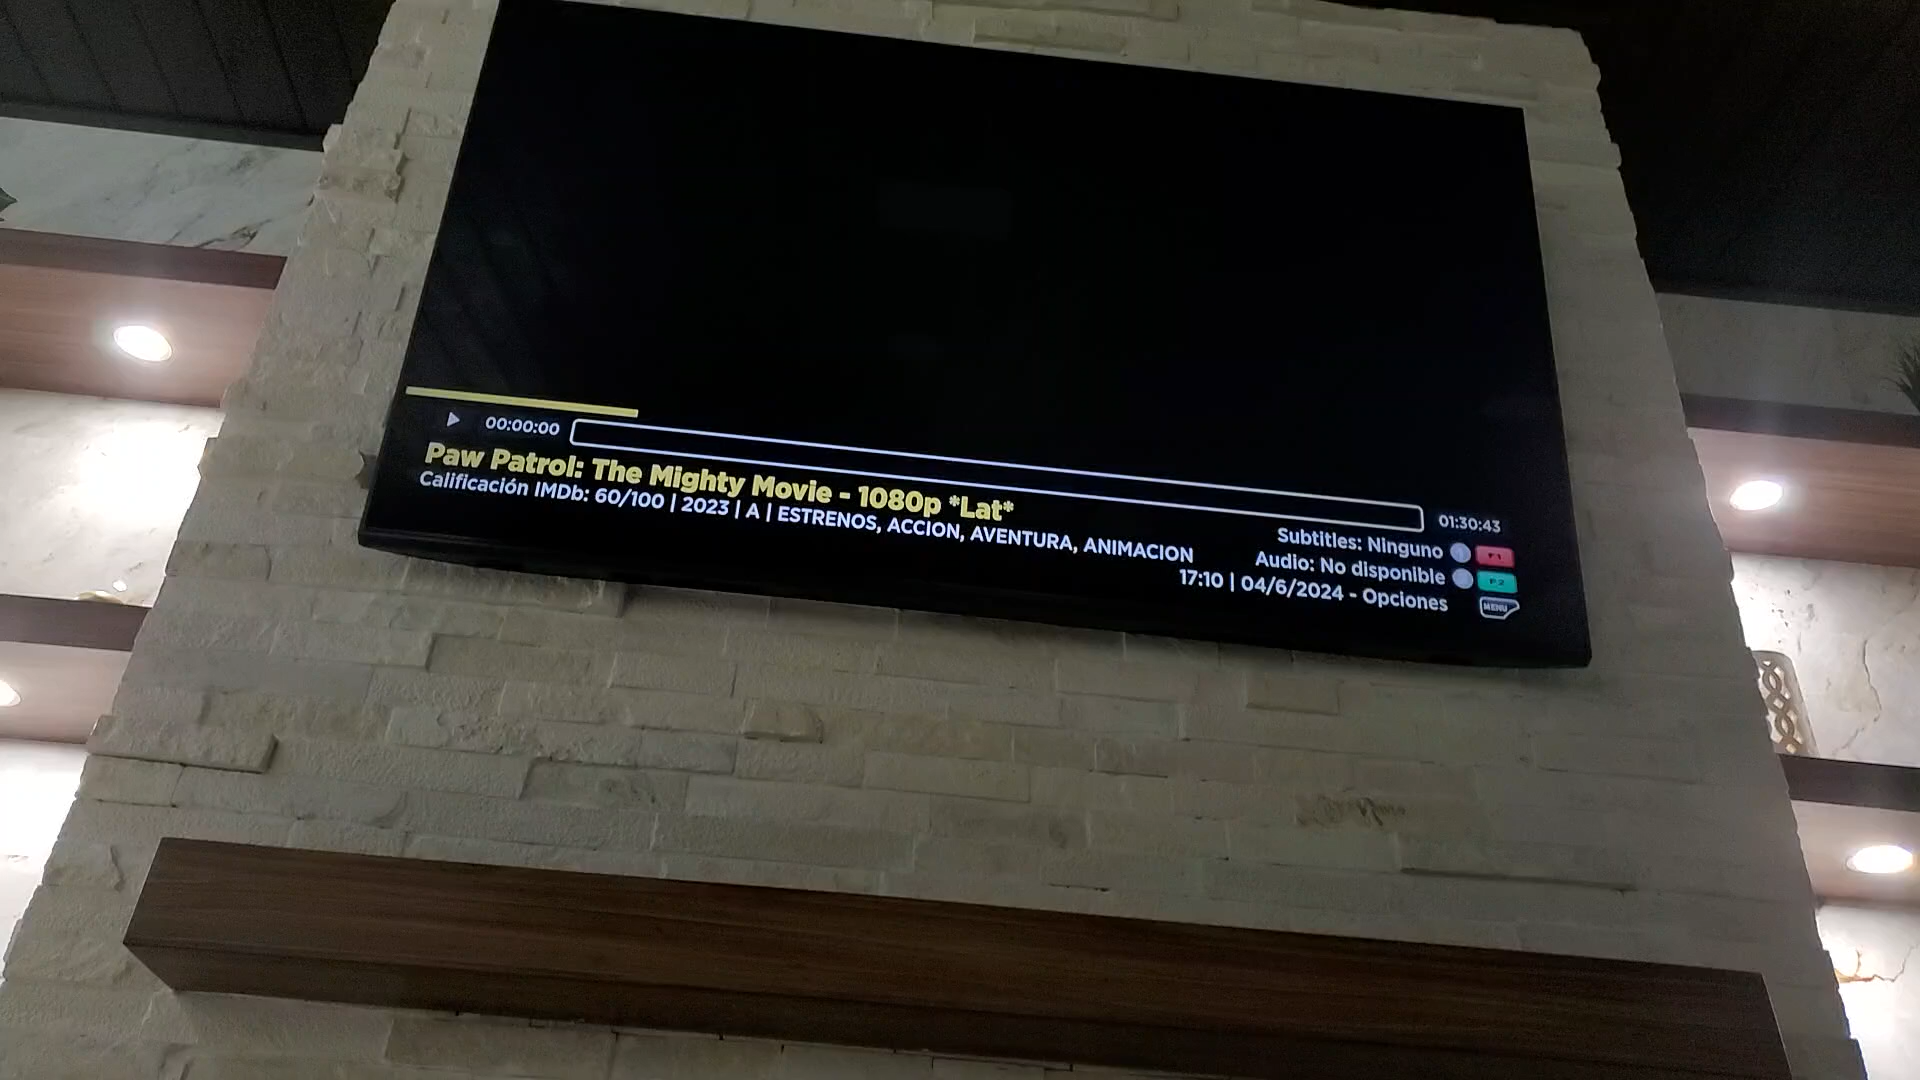 00:00:00
01:30:43
Paw Patrol: The Mighty Movie - 1080p *Lat*
Calificación IMDb: 60/100 | 2023 | A | ESTRENOS, ACCION, AVENTURA, ANIMACION
Subtitles: Ninguno F1
Audio: No disponible F2
17:10 | 04/6/2024 - Opciones MENU